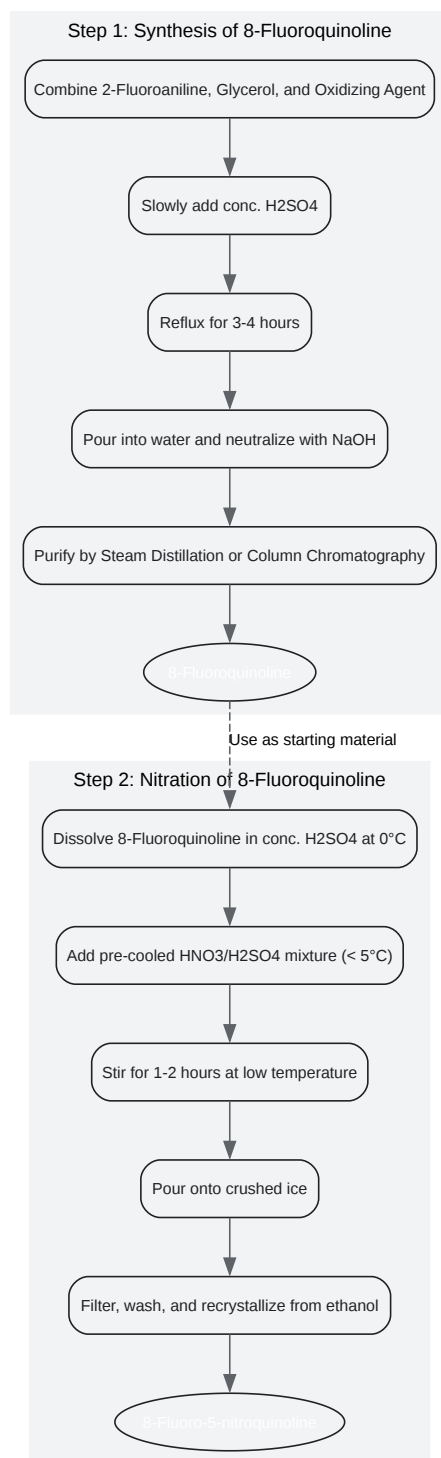 Step 1: Synthesis of 8-Fluoroquinoline
Combine 2-Fluoroaniline, Glycerol, and Oxidizing Agent
Slowly add conc. H2SO4
Reflux for 3-4 hours
Pour into water and neutralize with NaOH
Purify by Steam Distillation or Column Chromatography
8-Fluoroquinoline
Use as starting material
Step 2: Nitration of 8-Fluoroquinoline
Dissolve 8-Fluoroquinoline in conc. H2SO4 at 0°C
Add pre-cooled HNO3/H2SO4 mixture (< 5°C)
Stir for 1-2 hours at low temperature
Pour onto crushed ice
Filter, wash, and recrystallize from ethanol
8-Fluoro-5-nitroquinoline